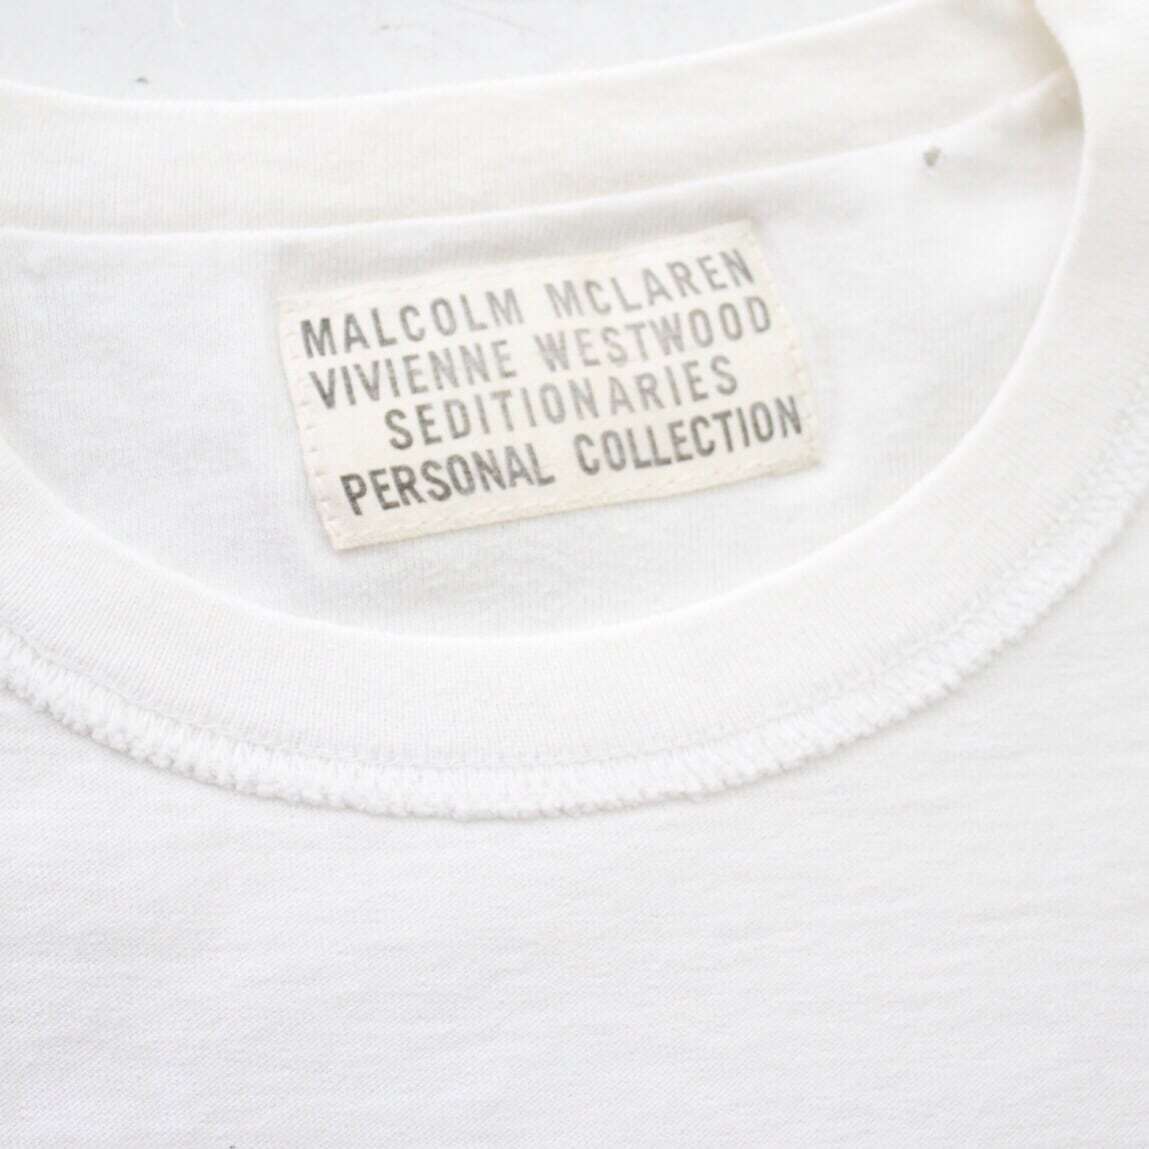 MALCOLM McLAREN
VIVIENNE WESTWOOD
SEDITIONARIES
PERSONAL COLLECTION